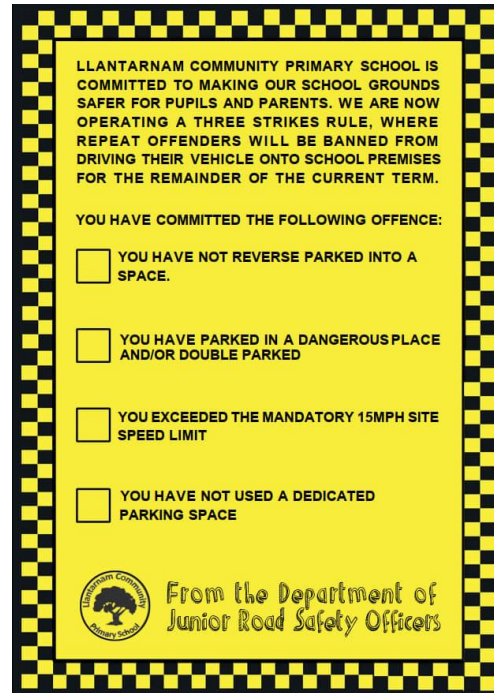 LLANTARNAM COMMUNITY PRIMARY SCHOOL IS
COMMITTED TO MAKING OUR SCHOOL GROUNDS
SAFER FOR PUPILS AND PARENTS. WE ARE NOW
OPERATING A THREE STRIKES RULE, WHERE
REPEAT OFFENDERS WILL BE BANNED FROM
DRIVING THEIR VEHICLE ONTO SCHOOL PREMISES
FOR THE REMAINDER OF THE CURRENT TERM.
YOU HAVE COMMITTED THE FOLLOWING OFFENCE:
YOU HAVE NOT REVERSE PARKED INTO A
SPACE.
YOU HAVE PARKED IN A DANGEROUS PLACE
AND/OR DOUBLE PARKED
YOU EXCEEDED THE MANDATORY 15MPH SITE
SPEED LIMIT
YOU HAVE NOT USED A DEDICATED
PARKING SPACE
Llantarnam Community
Primary School
From the Department of
Junior Road Safety Officers